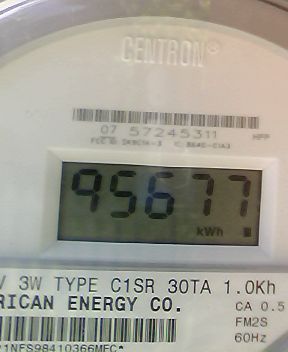 CENTRON®
07 57245311
95677
kWh
V 3W TYPE C1SR 30TA 1.0Kh
RICAN ENERGY CO.
CA 0.5
FM2S
60Hz